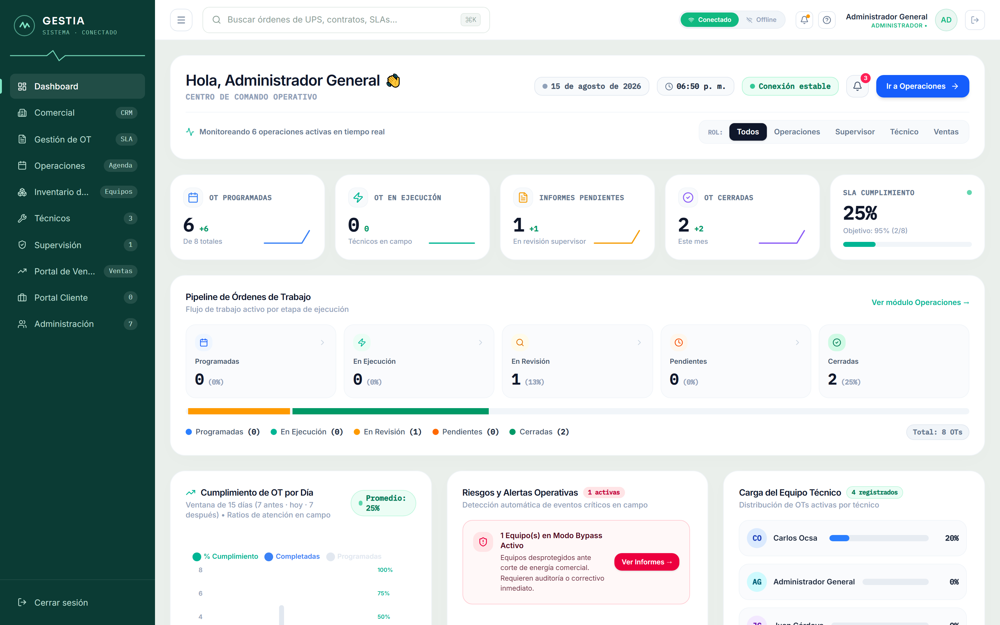 GESTIA
SISTEMA · CONECTADO
Dashboard
Comercial CRM
Gestión de OT SLA
Operaciones Agenda
Inventario d... Equipos
Técnicos 3
Supervisión 1
Portal de Ven... Ventas
Portal Cliente 0
Administración 7
Cerrar sesión
Buscar órdenes de UPS, contratos, SLAs... ⌘K
Conectado Offline
Administrador General
ADMINISTRADOR •
AD
Hola, Administrador General 👋
CENTRO DE COMANDO OPERATIVO
15 de agosto de 2026
06:50 p. m.
Conexión estable
3
Ir a Operaciones →
Monitoreando 6 operaciones activas en tiempo real
ROL: Todos Operaciones Supervisor Técnico Ventas
OT PROGRAMADAS
6 +6
De 8 totales
OT EN EJECUCIÓN
0 0
Técnicos en campo
INFORMES PENDIENTES
1 +1
En revisión supervisor
OT CERRADAS
2 +2
Este mes
SLA CUMPLIMIENTO
25%
Objetivo: 95% (2/8)
Pipeline de Órdenes de Trabajo
Flujo de trabajo activo por etapa de ejecución
Ver módulo Operaciones →
Programadas
0 (0%)
En Ejecución
0 (0%)
En Revisión
1 (13%)
Pendientes
0 (0%)
Cerradas
2 (25%)
Programadas (0) En Ejecución (0) En Revisión (1) Pendientes (0) Cerradas (2)
Total: 8 OTs
Cumplimiento de OT por Día
Ventana de 15 días (7 antes · hoy · 7
después) • Ratios de atención en campo
Promedio:
25%
% Cumplimiento Completadas Programadas
8 100%
6 75%
4 50%
Riesgos y Alertas Operativas 1 activas
Detección automática de eventos críticos en campo
1 Equipo(s) en Modo Bypass
Activo
Equipos desprotegidos ante
corte de energía comercial.
Requieren auditoría o correctivo
inmediato.
Ver Informes →
Carga del Equipo Técnico 4 registrados
Distribución de OTs activas por técnico
CO Carlos Ocsa 20%
AG Administrador General 0%